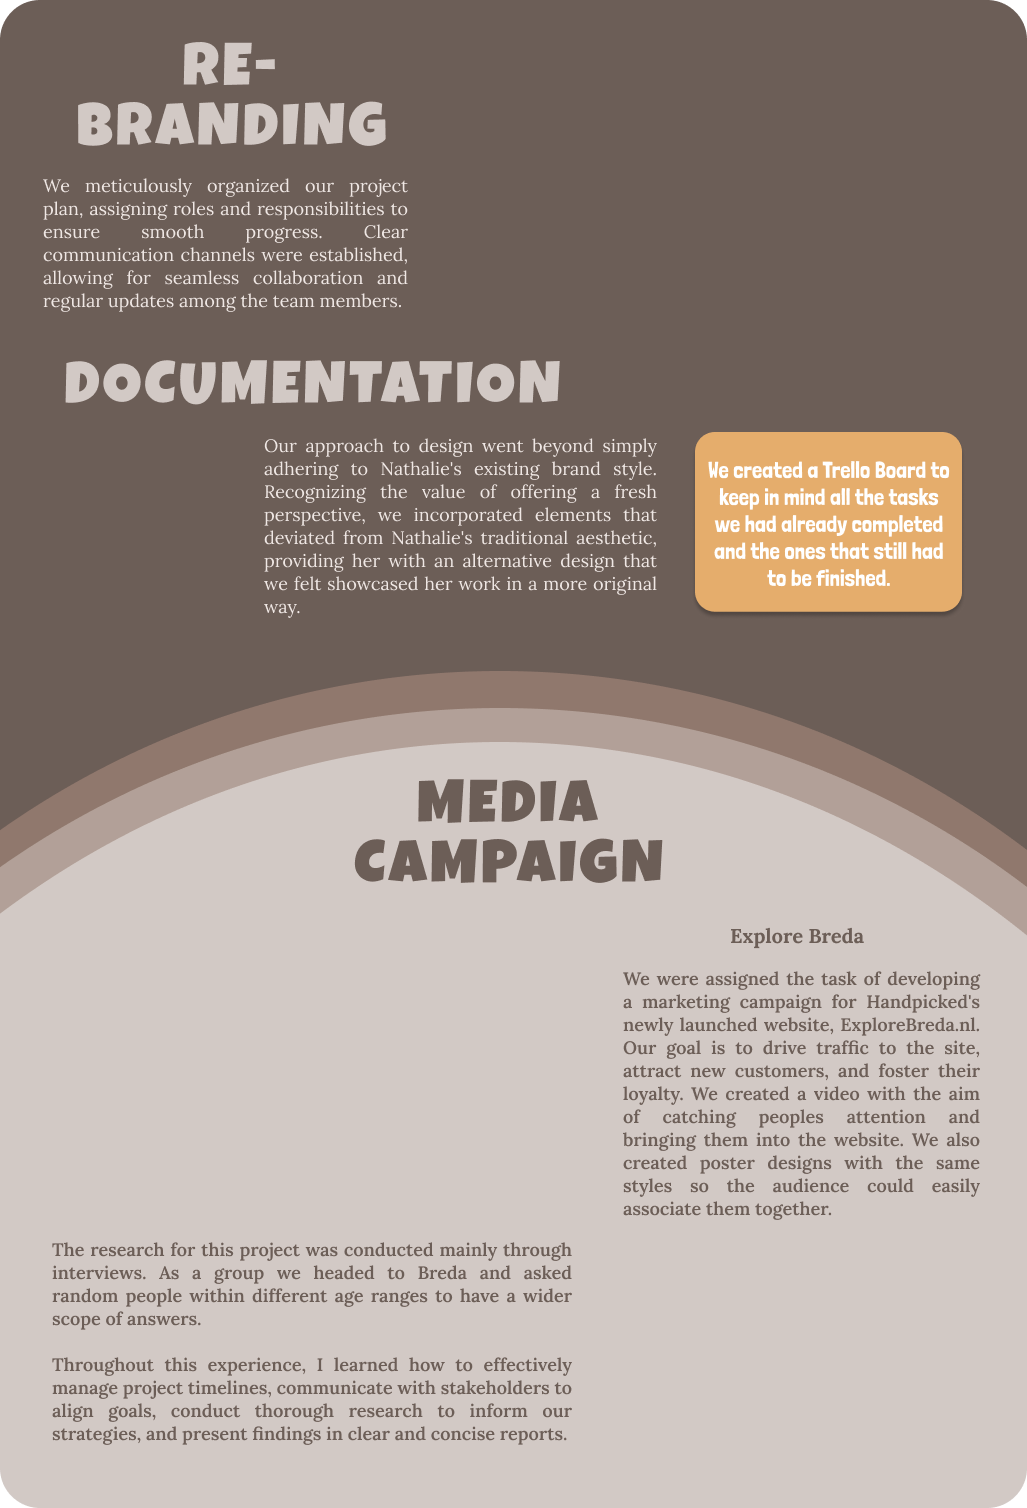 RE-
BRANDING
We meticulously organized our project
plan, assigning roles and responsibilities to
ensure smooth progress. Clear
communication channels were established,
allowing for seamless collaboration and
regular updates among the team members.
DOCUMENTATION
Our approach to design went beyond simply
adhering to Nathalie's existing brand style.
Recognizing the value of offering a fresh
perspective, we incorporated elements that
deviated from Nathalie's traditional aesthetic,
providing her with an alternative design that
we felt showcased her work in a more original
way.
We created a Trello Board to
keep in mind all the tasks
we had already completed
and the ones that still had
to be finished.
MEDIA
CAMPAIGN
Explore Breda
We were assigned the task of developing
a marketing campaign for Handpicked's
newly launched website, ExploreBreda.nl.
Our goal is to drive traffic to the site,
attract new customers, and foster their
loyalty. We created a video with the aim
of catching peoples attention and
bringing them into the website. We also
created poster designs with the same
styles so the audience could easily
associate them together.
The research for this project was conducted mainly through
interviews. As a group we headed to Breda and asked
random people within different age ranges to have a wider
scope of answers.
Throughout this experience, I learned how to effectively
manage project timelines, communicate with stakeholders to
align goals, conduct thorough research to inform our
strategies, and present findings in clear and concise reports.